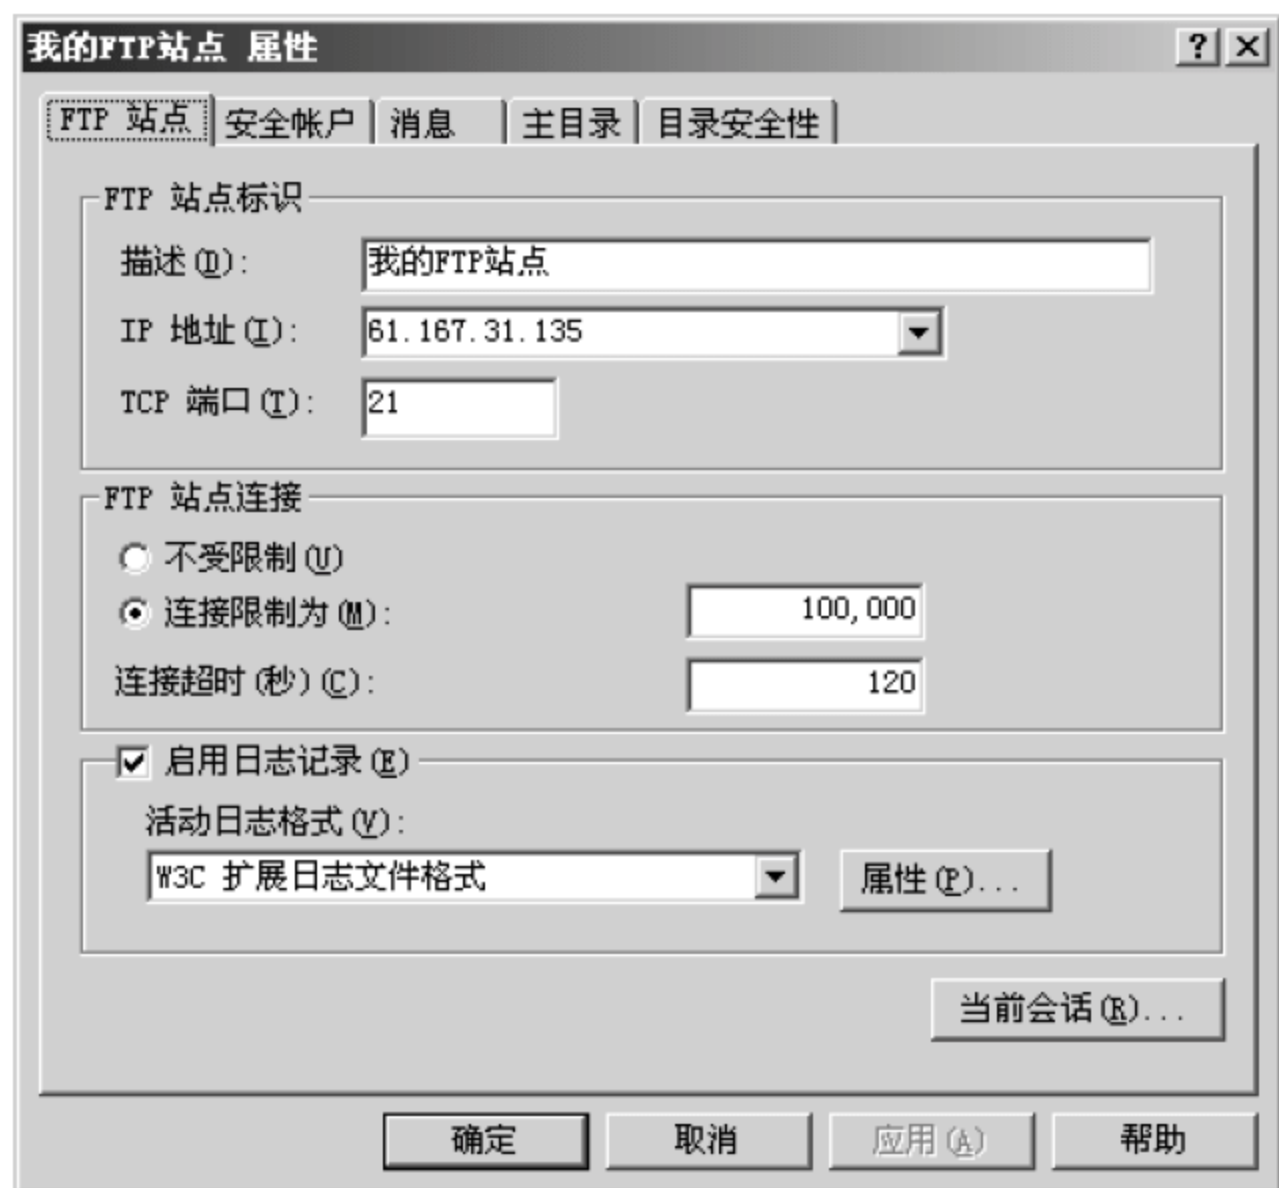 我的FTP站点 属性
FTP 站点 安全帐户 消息 主目录 目录安全性
FTP 站点标识
描述(D): 我的FTP站点
IP 地址(I): 61.167.31.135
TCP 端口(T): 21
FTP 站点连接
不受限制(U)
连接限制为(M): 100,000
连接超时(秒)(C): 120
启用日志记录(E)
活动日志格式(V):
W3C 扩展日志文件格式 属性(P)...
当前会话(R)...
确定 取消 应用(A) 帮助